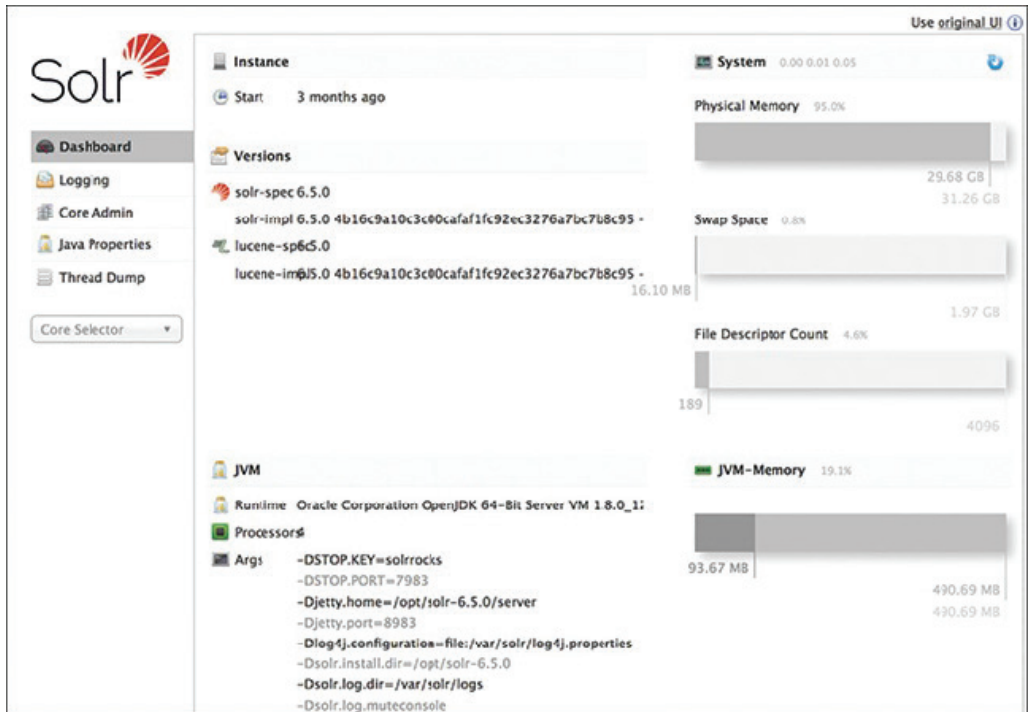 Use original UI
Solr
Dashboard
Logging
Core Admin
Java Properties
Thread Dump
Core Selector
Instance
Start 3 months ago
Versions
solr-spec 6.5.0
solr-impl 6.5.0 4b16c9a10c3c00cafaf1fc92ec3276a7bc7b8c95 -
lucene-spec 6.5.0
lucene-impl 6.5.0 4b16c9a10c3c00cafaf1fc92ec3276a7bc7b8c95 -
JVM
Runtime Oracle Corporation OpenJDK 64-Bit Server VM 1.8.0_12
Processors
Args -DSTOP.KEY=solrrocks
-DSTOP.PORT=7983
-Djetty.home=/opt/solr-6.5.0/server
-Djetty.port=8983
-Dlog4j.configuration=file:/var/solr/log4j.properties
-Dsolr.install.dir=/opt/solr-6.5.0
-Dsolr.log.dir=/var/solr/logs
-Dsolr.log.muteconsole
System 0.00 0.01 0.05
Physical Memory 95.0%
29.68 GB
31.26 GB
Swap Space 0.8%
16.10 MB
1.97 GB
File Descriptor Count 4.6%
189
4096
JVM-Memory 19.1%
93.67 MB
490.69 MB
490.69 MB